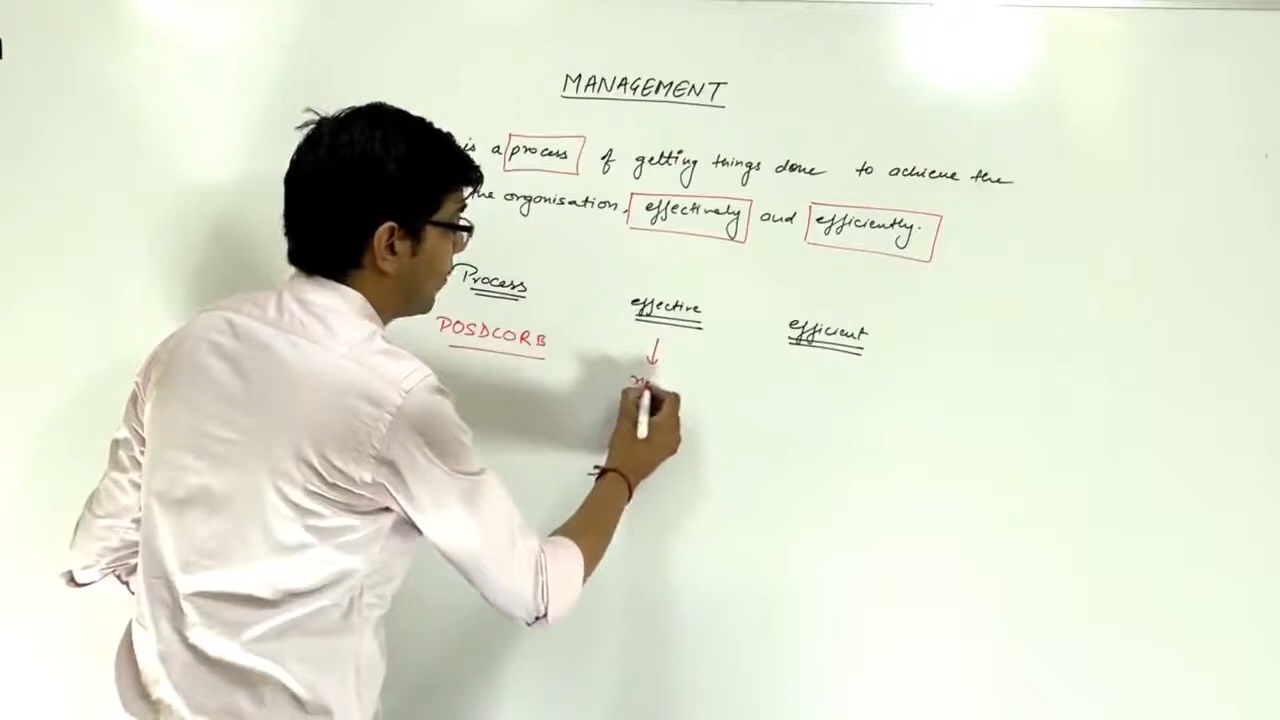 MANAGEMENT
is a process of getting things done to achieve the
the organisation, effectively and efficiently.
Process effective efficient
POSDCORB